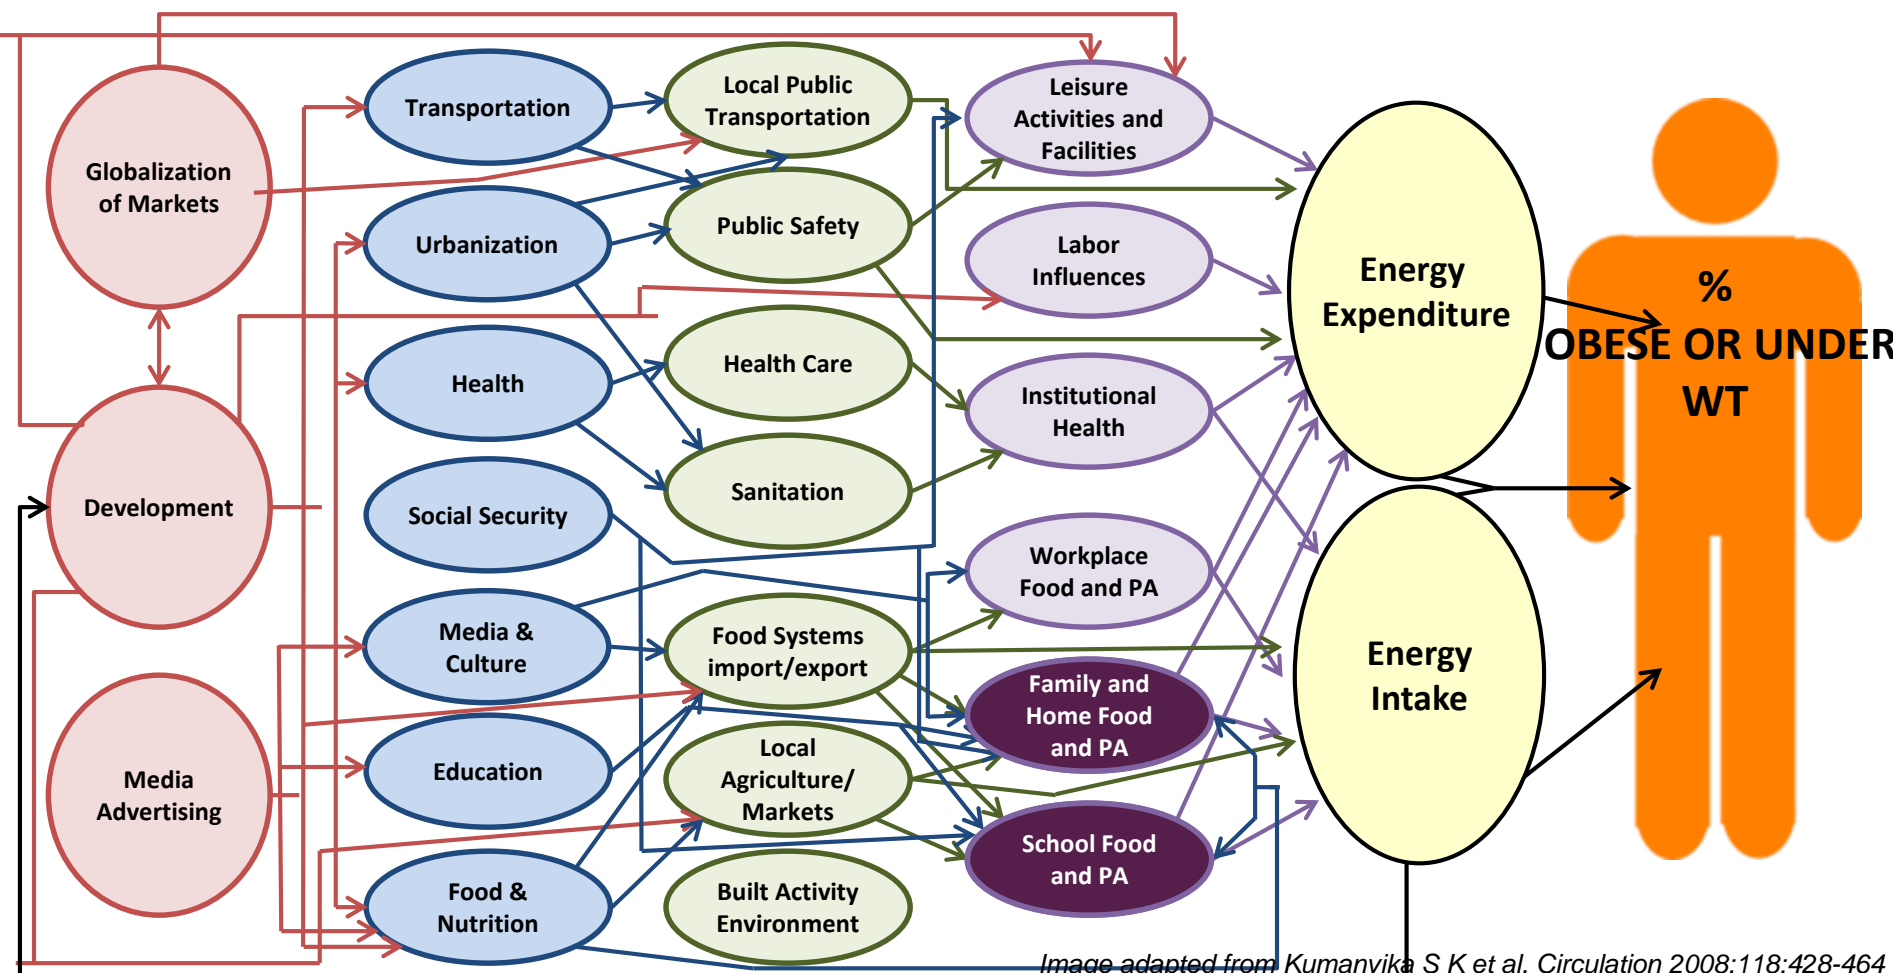 Globalization
of Markets
Development
Media
Advertising
Transportation
Urbanization
Health
Social Security
Media &
Culture
Education
Food &
Nutrition
Local Public
Transportation
Public Safety
Health Care
Sanitation
Food Systems
import/export
Local
Agriculture/
Markets
Built Activity
Environment
Leisure
Activities and
Facilities
Labor
Influences
Institutional
Health
Workplace
Food and PA
Family and
Home Food
and PA
School Food
and PA
Energy
Expenditure
Energy
Intake
%
OBESE OR UNDER
WT
Image adapted from Kumanyika S K et al. Circulation 2008;118:428-464